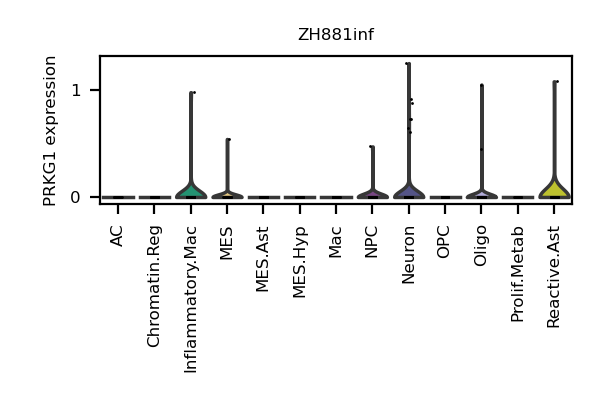 ZH881inf
PRKG1 expression
1
0
AC
Chromatin.Reg
Inflammatory.Mac
MES
MES.Ast
MES.Hyp
Mac
NPC
Neuron
OPC
Oligo
Prolif.Metab
Reactive.Ast